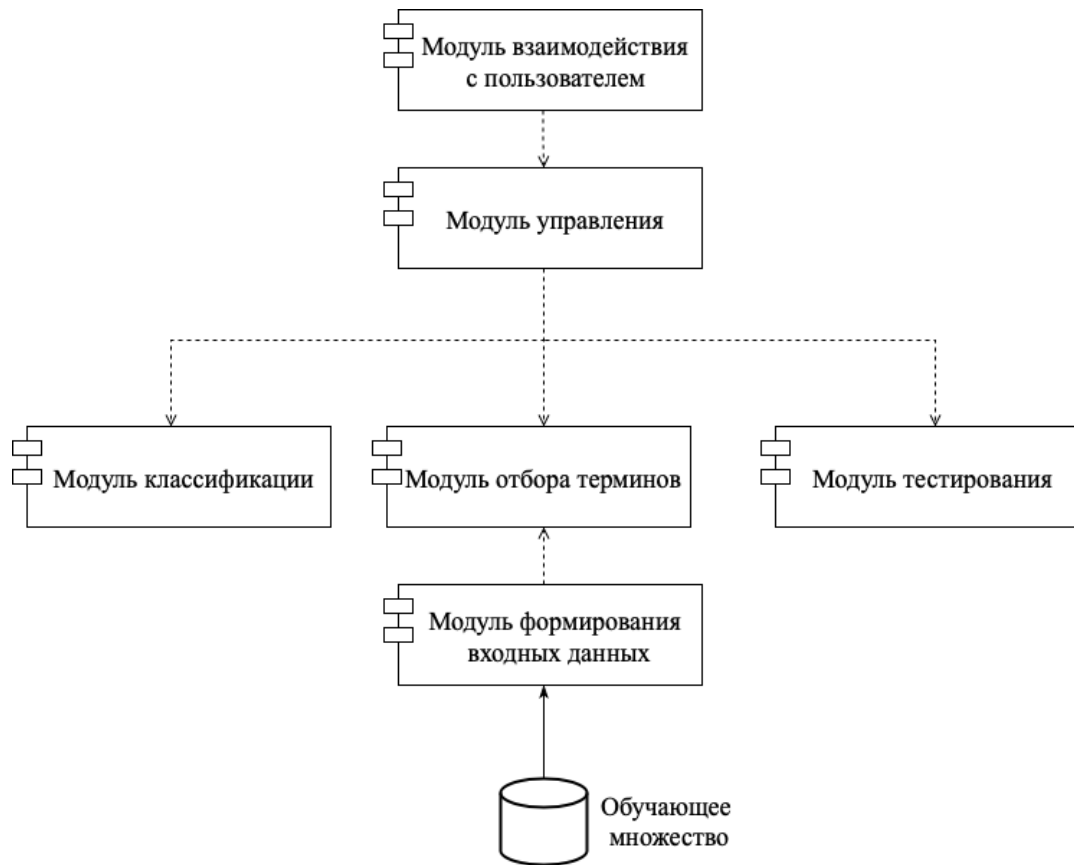 Модуль взаимодействия
с пользователем
Модуль управления
Модуль классификации
Модуль отбора терминов
Модуль тестирования
Модуль формирования
входных данных
Обучающее
множество